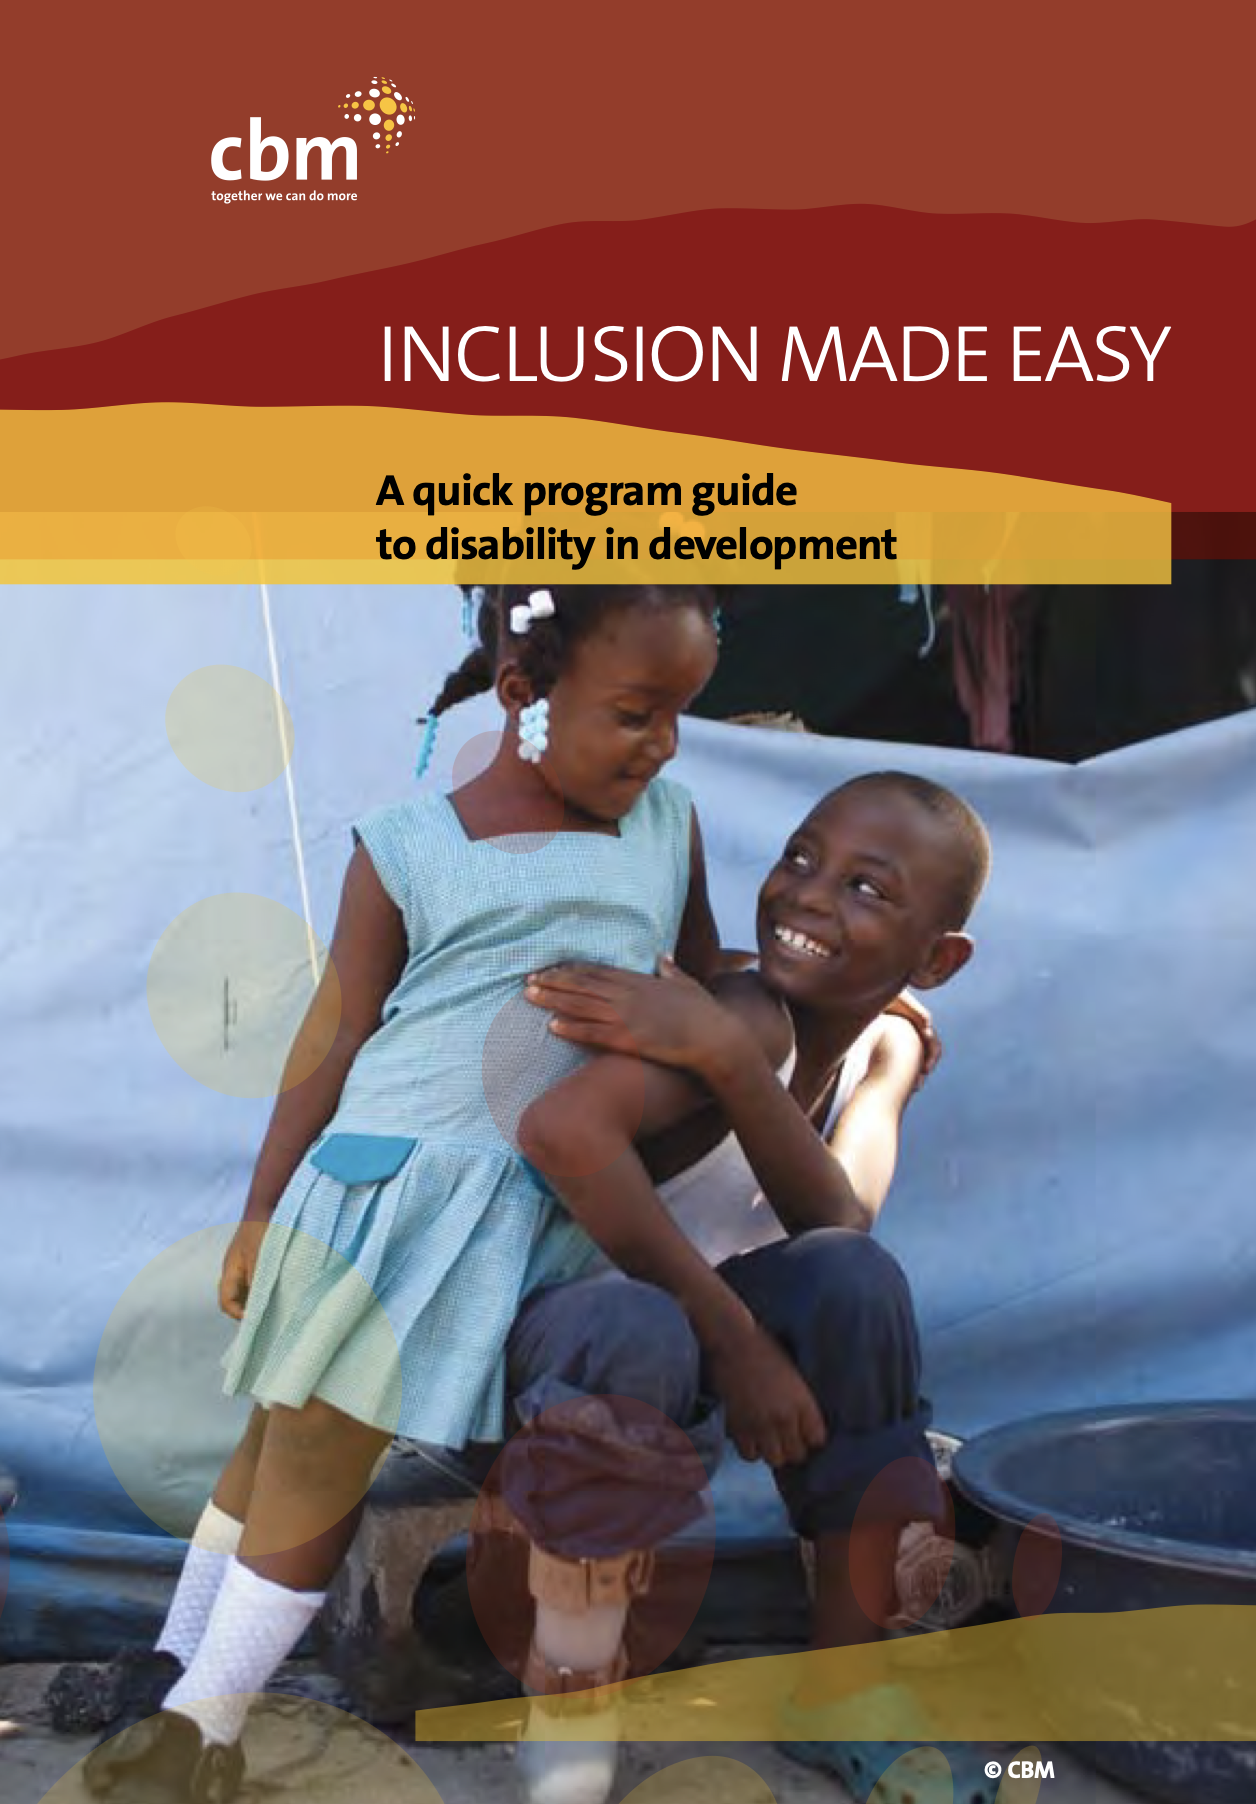 cbm
together we can do more
INCLUSION MADE EASY
A quick program guide
to disability in development
© CBM